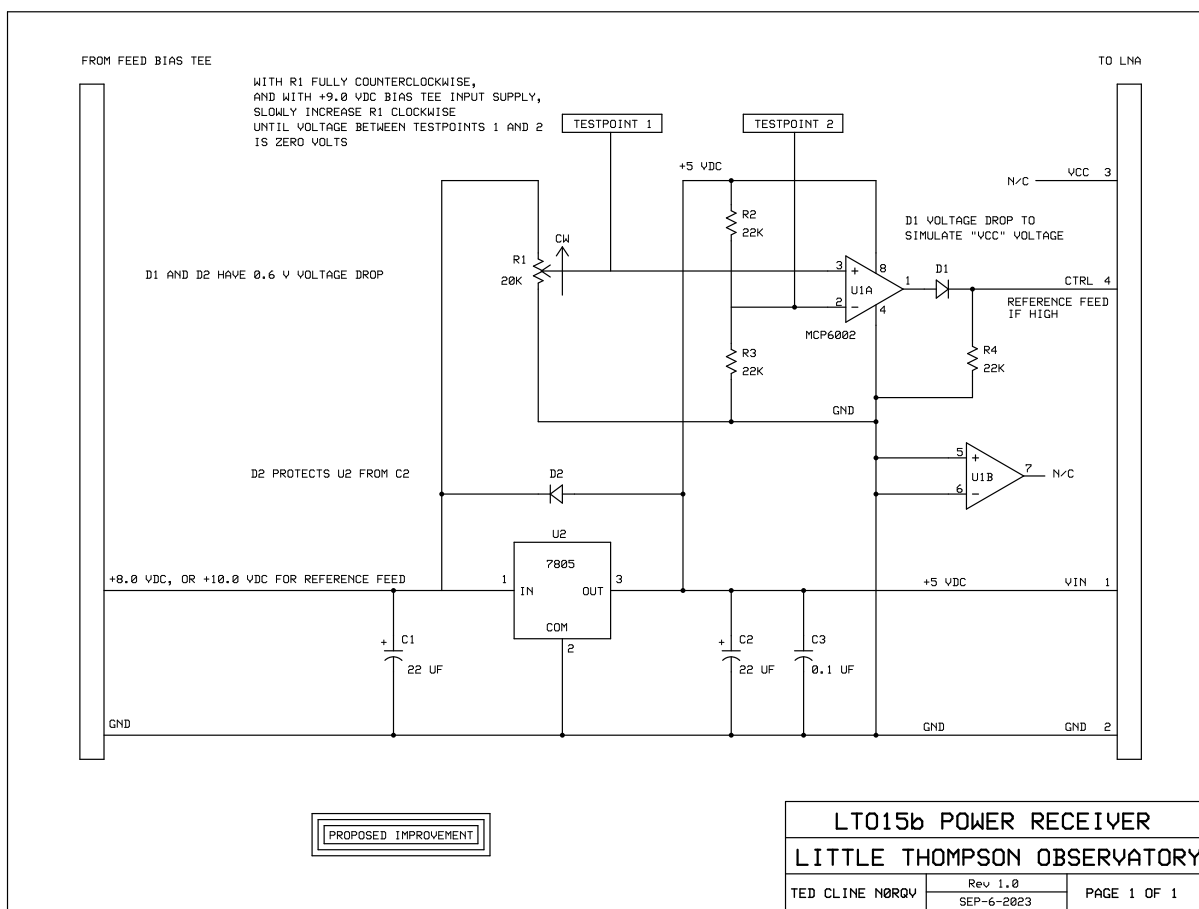 FROM FEED BIAS TEE
TO LNA
WITH R1 FULLY COUNTERCLOCKWISE,
AND WITH +9.0 VDC BIAS TEE INPUT SUPPLY,
SLOWLY INCREASE R1 CLOCKWISE
UNTIL VOLTAGE BETWEEN TESTPOINTS 1 AND 2
IS ZERO VOLTS
TESTPOINT 1
TESTPOINT 2
+5 VDC
N/C
VCC 3
R2
22K
D1 VOLTAGE DROP TO
SIMULATE "VCC" VOLTAGE
CW
R1
20K
D1 AND D2 HAVE 0.6 V VOLTAGE DROP
3
+
8
U1A
1
D1
2
-
4
MCP6002
CTRL 4
REFERENCE FEED
IF HIGH
R3
22K
R4
22K
GND
D2 PROTECTS U2 FROM C2
D2
5
+
U1B
7
N/C
6
-
U2
7805
+8.0 VDC, OR +10.0 VDC FOR REFERENCE FEED
1
IN
OUT
3
COM
2
+5 VDC
VIN 1
+
C1
22 UF
+
C2
22 UF
C3
0.1 UF
GND
GND
GND 2
PROPOSED IMPROVEMENT
LTO15b POWER RECEIVER
LITTLE THOMPSON OBSERVATORY
TED CLINE N0RQV
Rev 1.0
SEP-6-2023
PAGE 1 OF 1